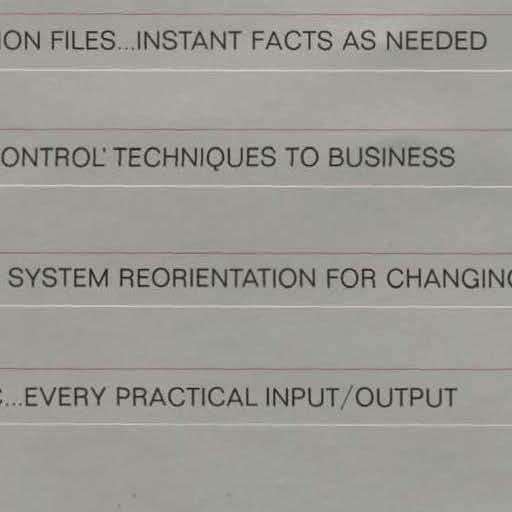 ION FILES...INSTANT FACTS AS NEEDED
ONTROL' TECHNIQUES TO BUSINESS
SYSTEM REORIENTATION FOR CHANGING
C...EVERY PRACTICAL INPUT/OUTPUT